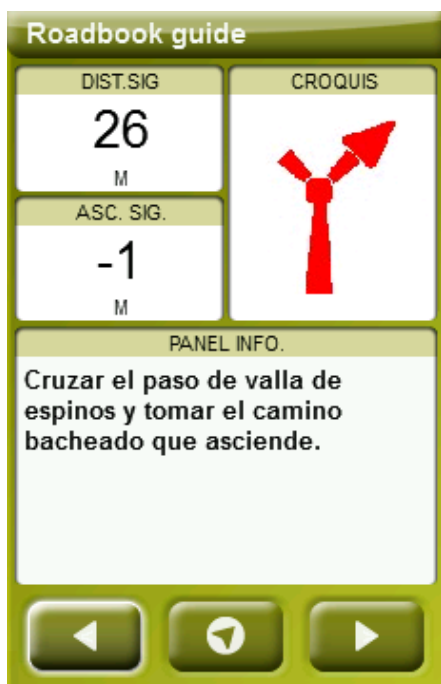 Roadbook guide
DIST.SIG
26
M
CROQUIS
ASC. SIG.
-1
M
PANEL INFO.
Cruzar el paso de valla de
espinos y tomar el camino
bacheado que asciende.